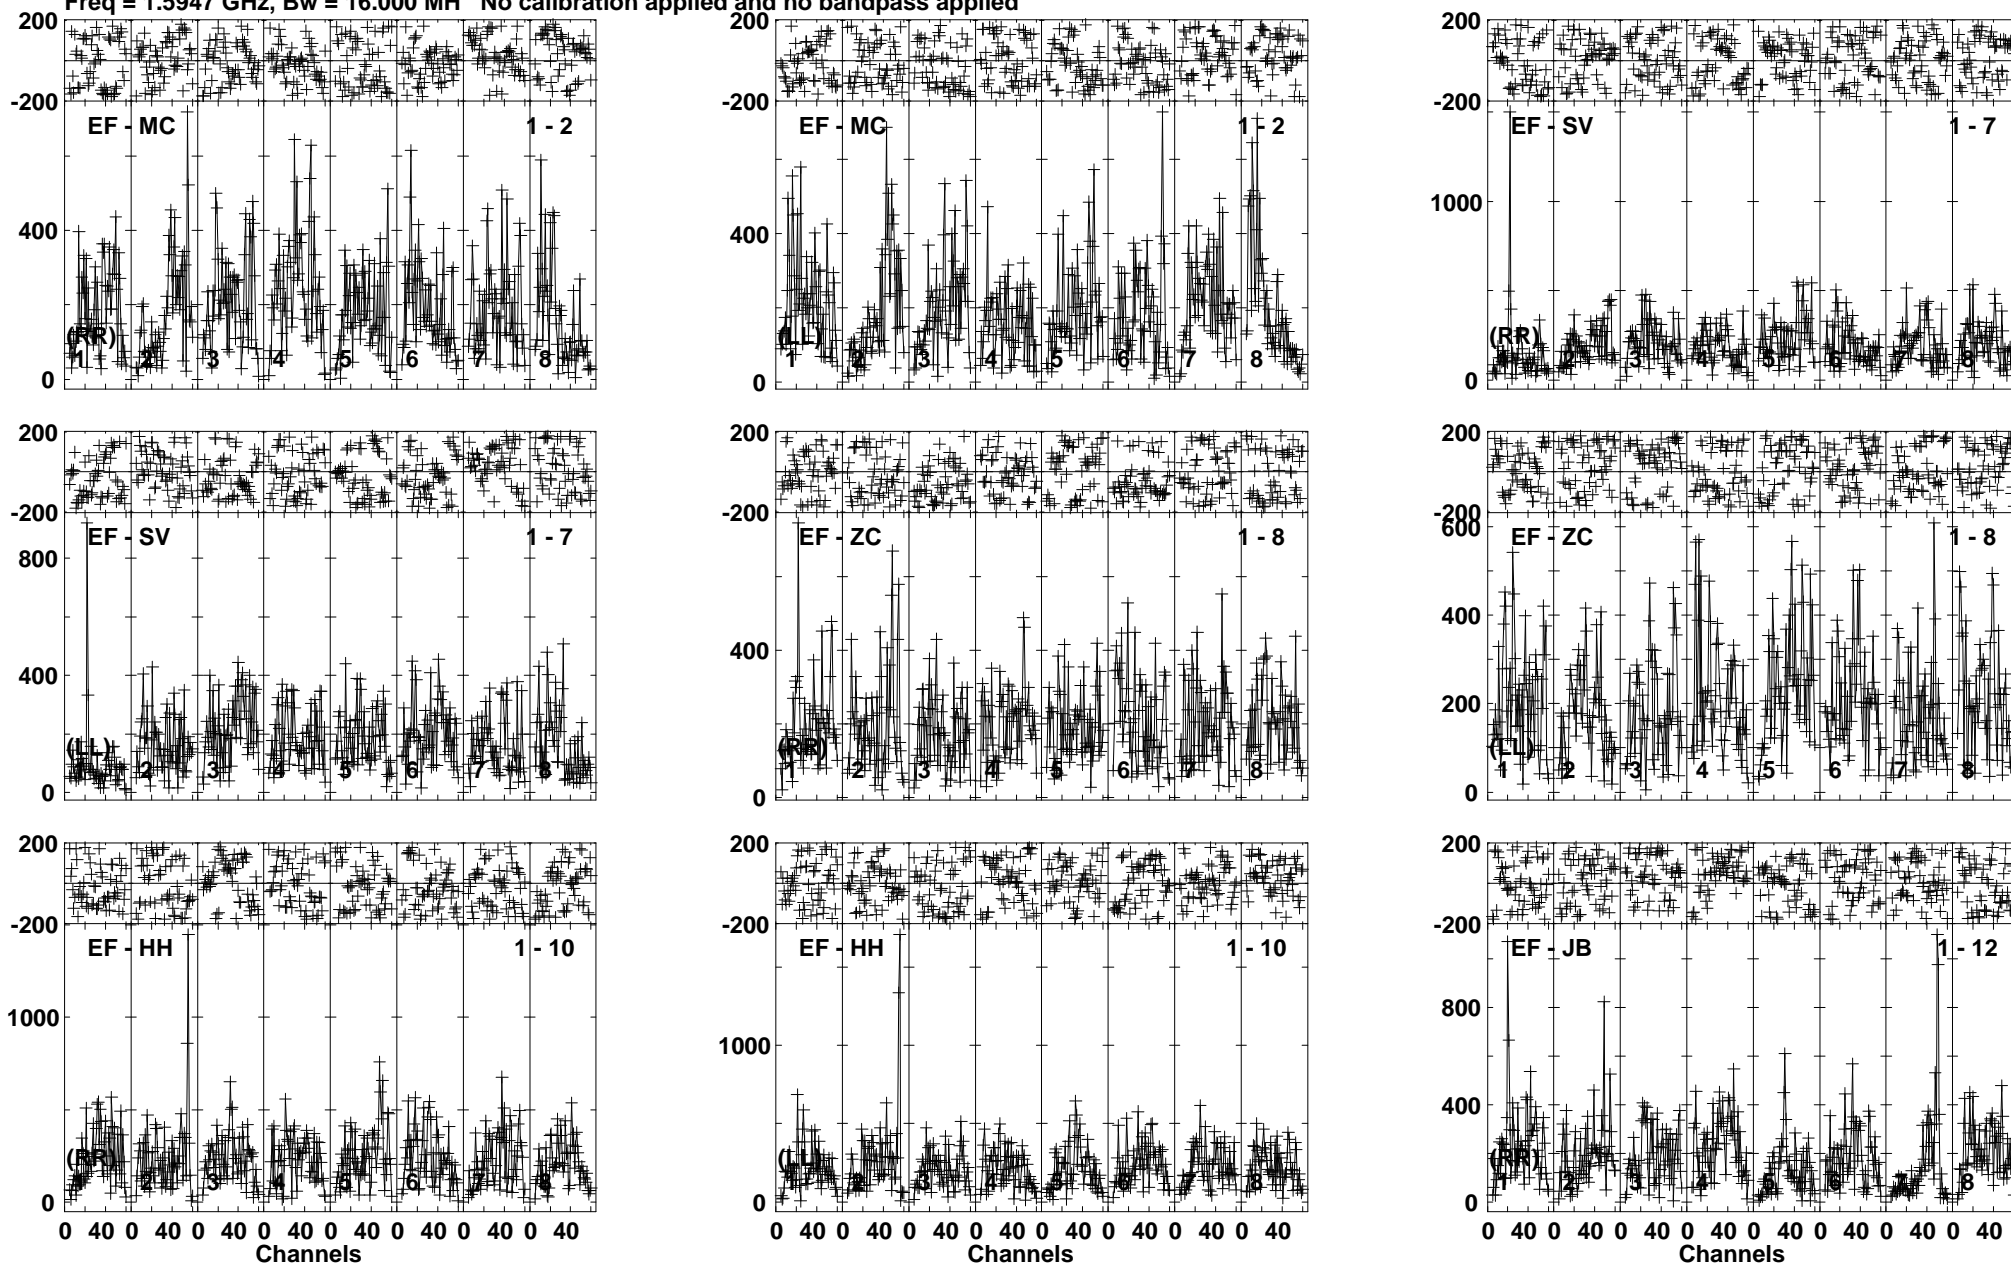 Freq = 1.5947 GHz, Bw = 16.000 MH No calibration applied and no bandpass applied
200 200 200
-200 -200 -200
EF - MC 1 - 2 EF - MC 1 - 2 EF - SV 1 - 7
1000
400 400
(RR) (LL) (RR)
1 2 3 4 5 6 7 8 1 2 3 4 5 6 7 8 1 2 3 4 5 6 7 8
0 0 0
200 200 200
-200 -200 -200
EF - SV 1 - 7 EF - ZC 1 - 8 EF - ZC 1 - 8
600
800
400 400 400
200
(LL) (RR) (LL)
1 2 3 4 5 6 7 8 1 2 3 4 5 6 7 8 1 2 3 4 5 6 7 8
0 0 0
200 200 200
-200 -200 -200
EF - HH 1 - 10 EF - HH 1 - 10 EF - JB 1 - 12
1000 1000 800
400
(RR) (LL) (RR)
1 2 3 4 5 6 7 8 1 2 3 4 5 6 7 8 1 2 3 4 5 6 7 8
0 0 0
0 40 0 40 0 40 0 40 0 40 0 40 0 40 0 40 0 40 0 40 0 40 0 40 0 40 0 40 0 40 0 40 0 40 0 40 0 40 0 40 0 40 0 40 0 40 0 40
Channels Channels Channels